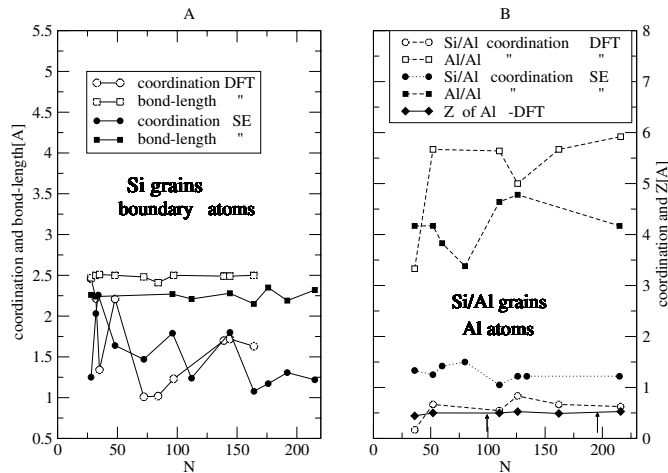 A
B
coordination DFT
bond-length "
coordination SE
bond-length "
Si grains
boundary atoms
coordination and bond-length[A]
5.5
5
4.5
4
3.5
3
2.5
2
1.5
1
0.5
0 50 100 150 200
N
Si/Al coordination DFT
Al/Al " "
Si/Al coordination SE
Al/Al " "
Z of Al -DFT
Si/Al grains
Al atoms
8
7
6
5
4
3
2
1
0
coordination and Z[A]
0 50 100 150 200
N